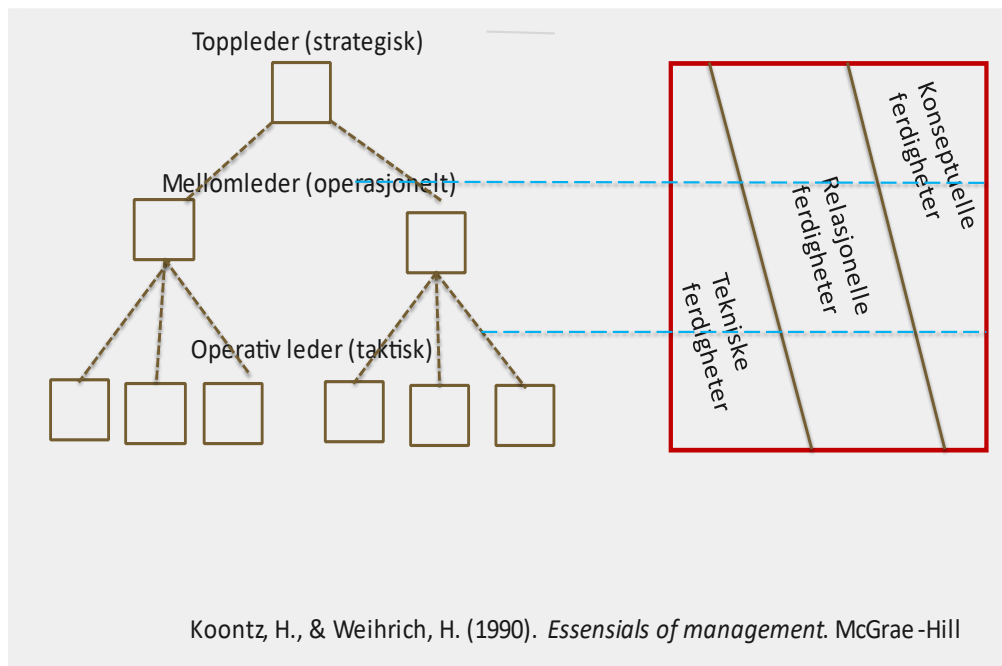 Toppleder (strategisk)
Mellomleder (operasjonelt)
Operativ leder (taktisk)
Tekniske
ferdigheter
Relasjonelle
ferdigheter
Konseptuelle
ferdigheter
Koontz, H., & Weihrich, H. (1990). Essensials of management. McGrae-Hill